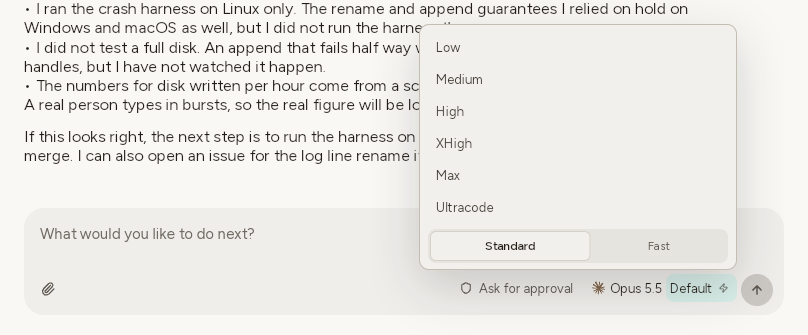 • I ran the crash harness on Linux only. The rename and append guarantees I relied on hold on
Windows and macOS as well, but I did not run the harne
• I did not test a full disk. An append that fails half way
handles, but I have not watched it happen.
• The numbers for disk written per hour come from a sc
A real person types in bursts, so the real figure will be lo
If this looks right, the next step is to run the harness on
merge. I can also open an issue for the log line rename i
Low
Medium
High
XHigh
Max
Ultracode
Standard Fast
What would you like to do next?
Ask for approval Opus 5.5 Default